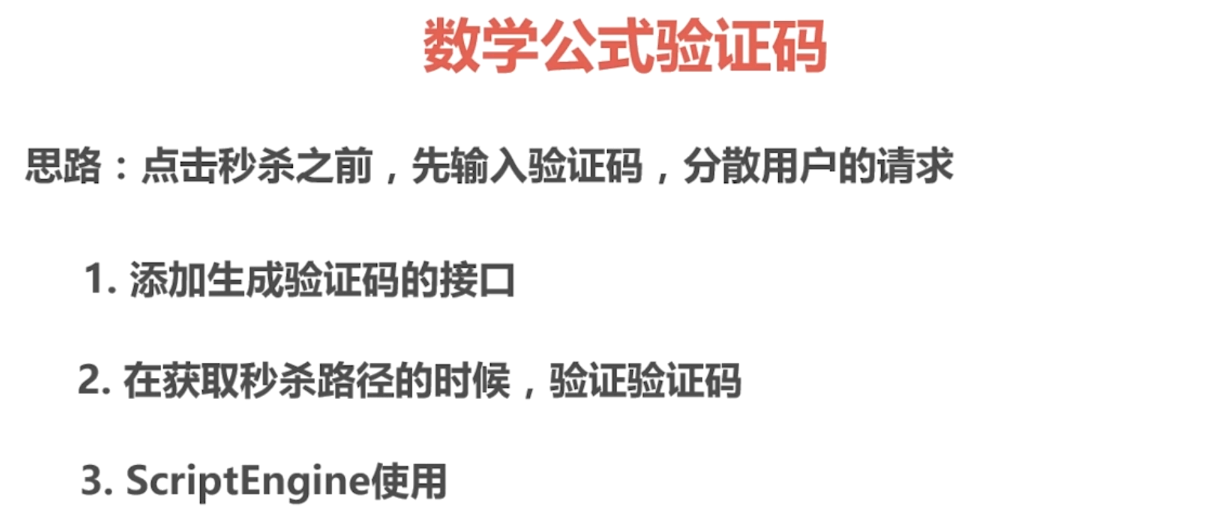 数学公式验证码
思路：点击秒杀之前，先输入验证码，分散用户的请求
1. 添加生成验证码的接口
2. 在获取秒杀路径的时候，验证验证码
3. ScriptEngine使用